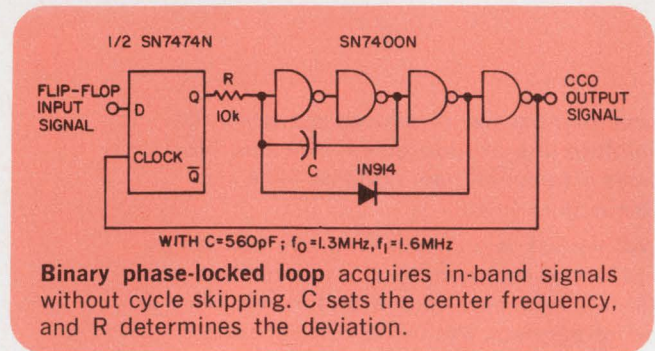 1/2 SN7474N
SN7400N
FLIP-FLOP
INPUT
SIGNAL
D
Q
R
10k
CCO
OUTPUT
SIGNAL
CLOCK
Q̅
C
IN914
WITH C=560pF; f₀=1.3MHz, f₁=1.6MHz
Binary phase-locked loop acquires in-band signals
without cycle skipping. C sets the center frequency,
and R determines the deviation.